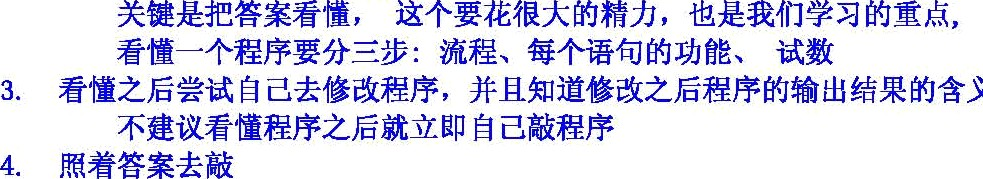 关键是把答案看懂， 这个要花很大的精力，也是我们学习的重点，
看懂一个程序要分三步：流程、每个语句的功能、 试数
3. 看懂之后尝试自己去修改程序，并且知道修改之后程序的输出结果的含义
不建议看懂程序之后就立即自己敲程序
4. 照着答案去敲